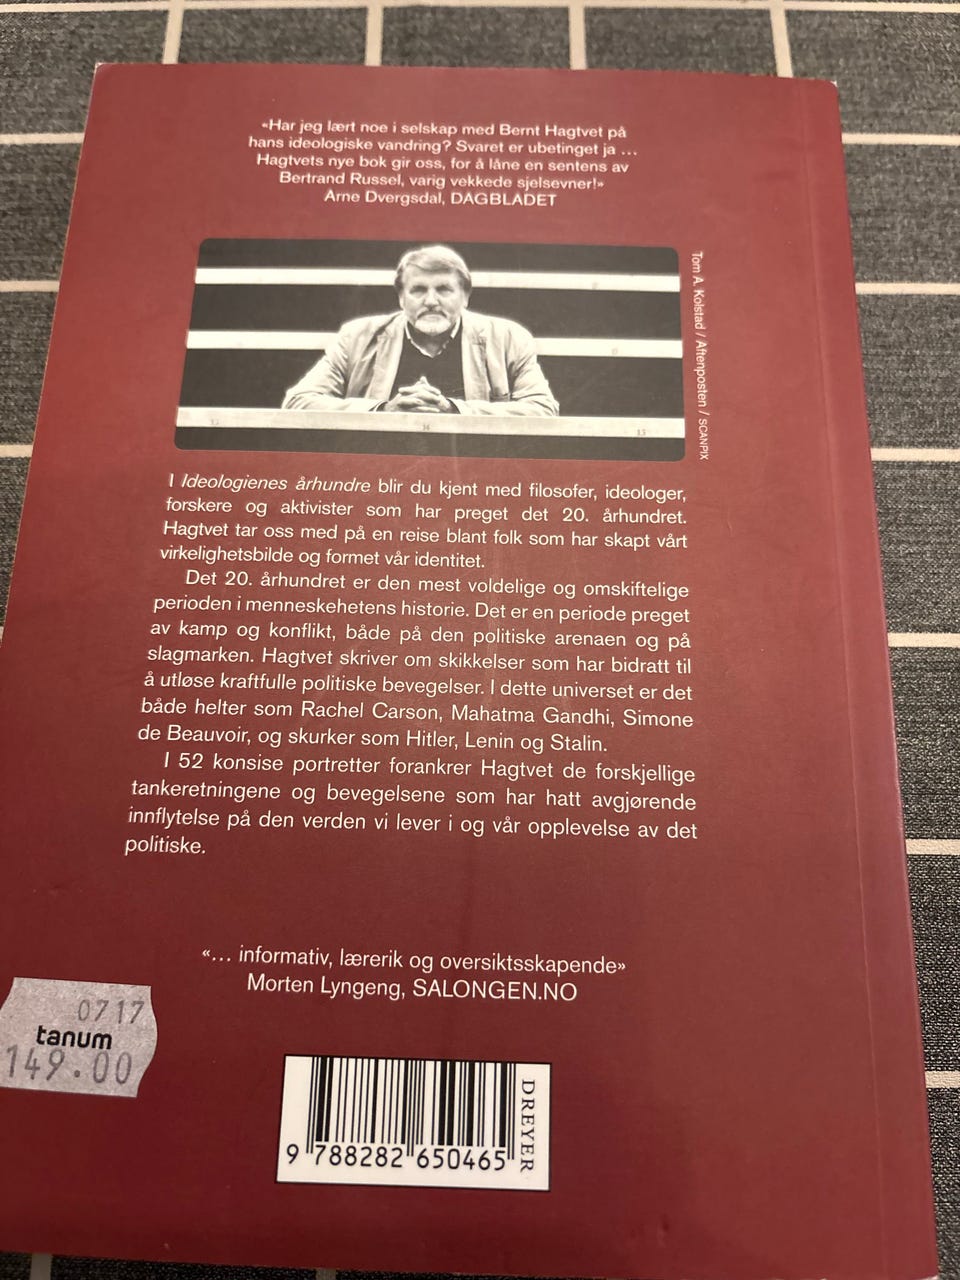 «Har jeg lært noe i selskap med Bernt Hagtvet på
hans ideologiske vandring? Svaret er ubetinget ja ...
Hagtvets nye bok gir oss, for å låne en sentens av
Bertrand Russel, varig vekkede sjelsevner!»
Arne Dvergsdal, DAGBLADET
Tom A. Kolstad / Aftenposten / SCANPIX
13
14
15
I Ideologienes århundre blir du kjent med filosofer, ideologer,
forskere og aktivister som har preget det 20. århundret.
Hagtvet tar oss med på en reise blant folk som har skapt vårt
virkelighetsbilde og formet vår identitet.
Det 20. århundret er den mest voldelige og omskiftelige
perioden i menneskehetens historie. Det er en periode preget
av kamp og konflikt, både på den politiske arenaen og på
slagmarken. Hagtvet skriver om skikkelser som har bidratt til
å utløse kraftfulle politiske bevegelser. I dette universet er det
både helter som Rachel Carson, Mahatma Gandhi, Simone
de Beauvoir, og skurker som Hitler, Lenin og Stalin.
I 52 konsise portretter forankrer Hagtvet de forskjellige
tankeretningene og bevegelsene som har hatt avgjørende
innflytelse på den verden vi lever i og vår opplevelse av det
politiske.
«... informativ, lærerik og oversiktsskapende»
Morten Lyngeng, SALONGEN.NO
0717
tanum
149.00
DREYER
9 788282 650465